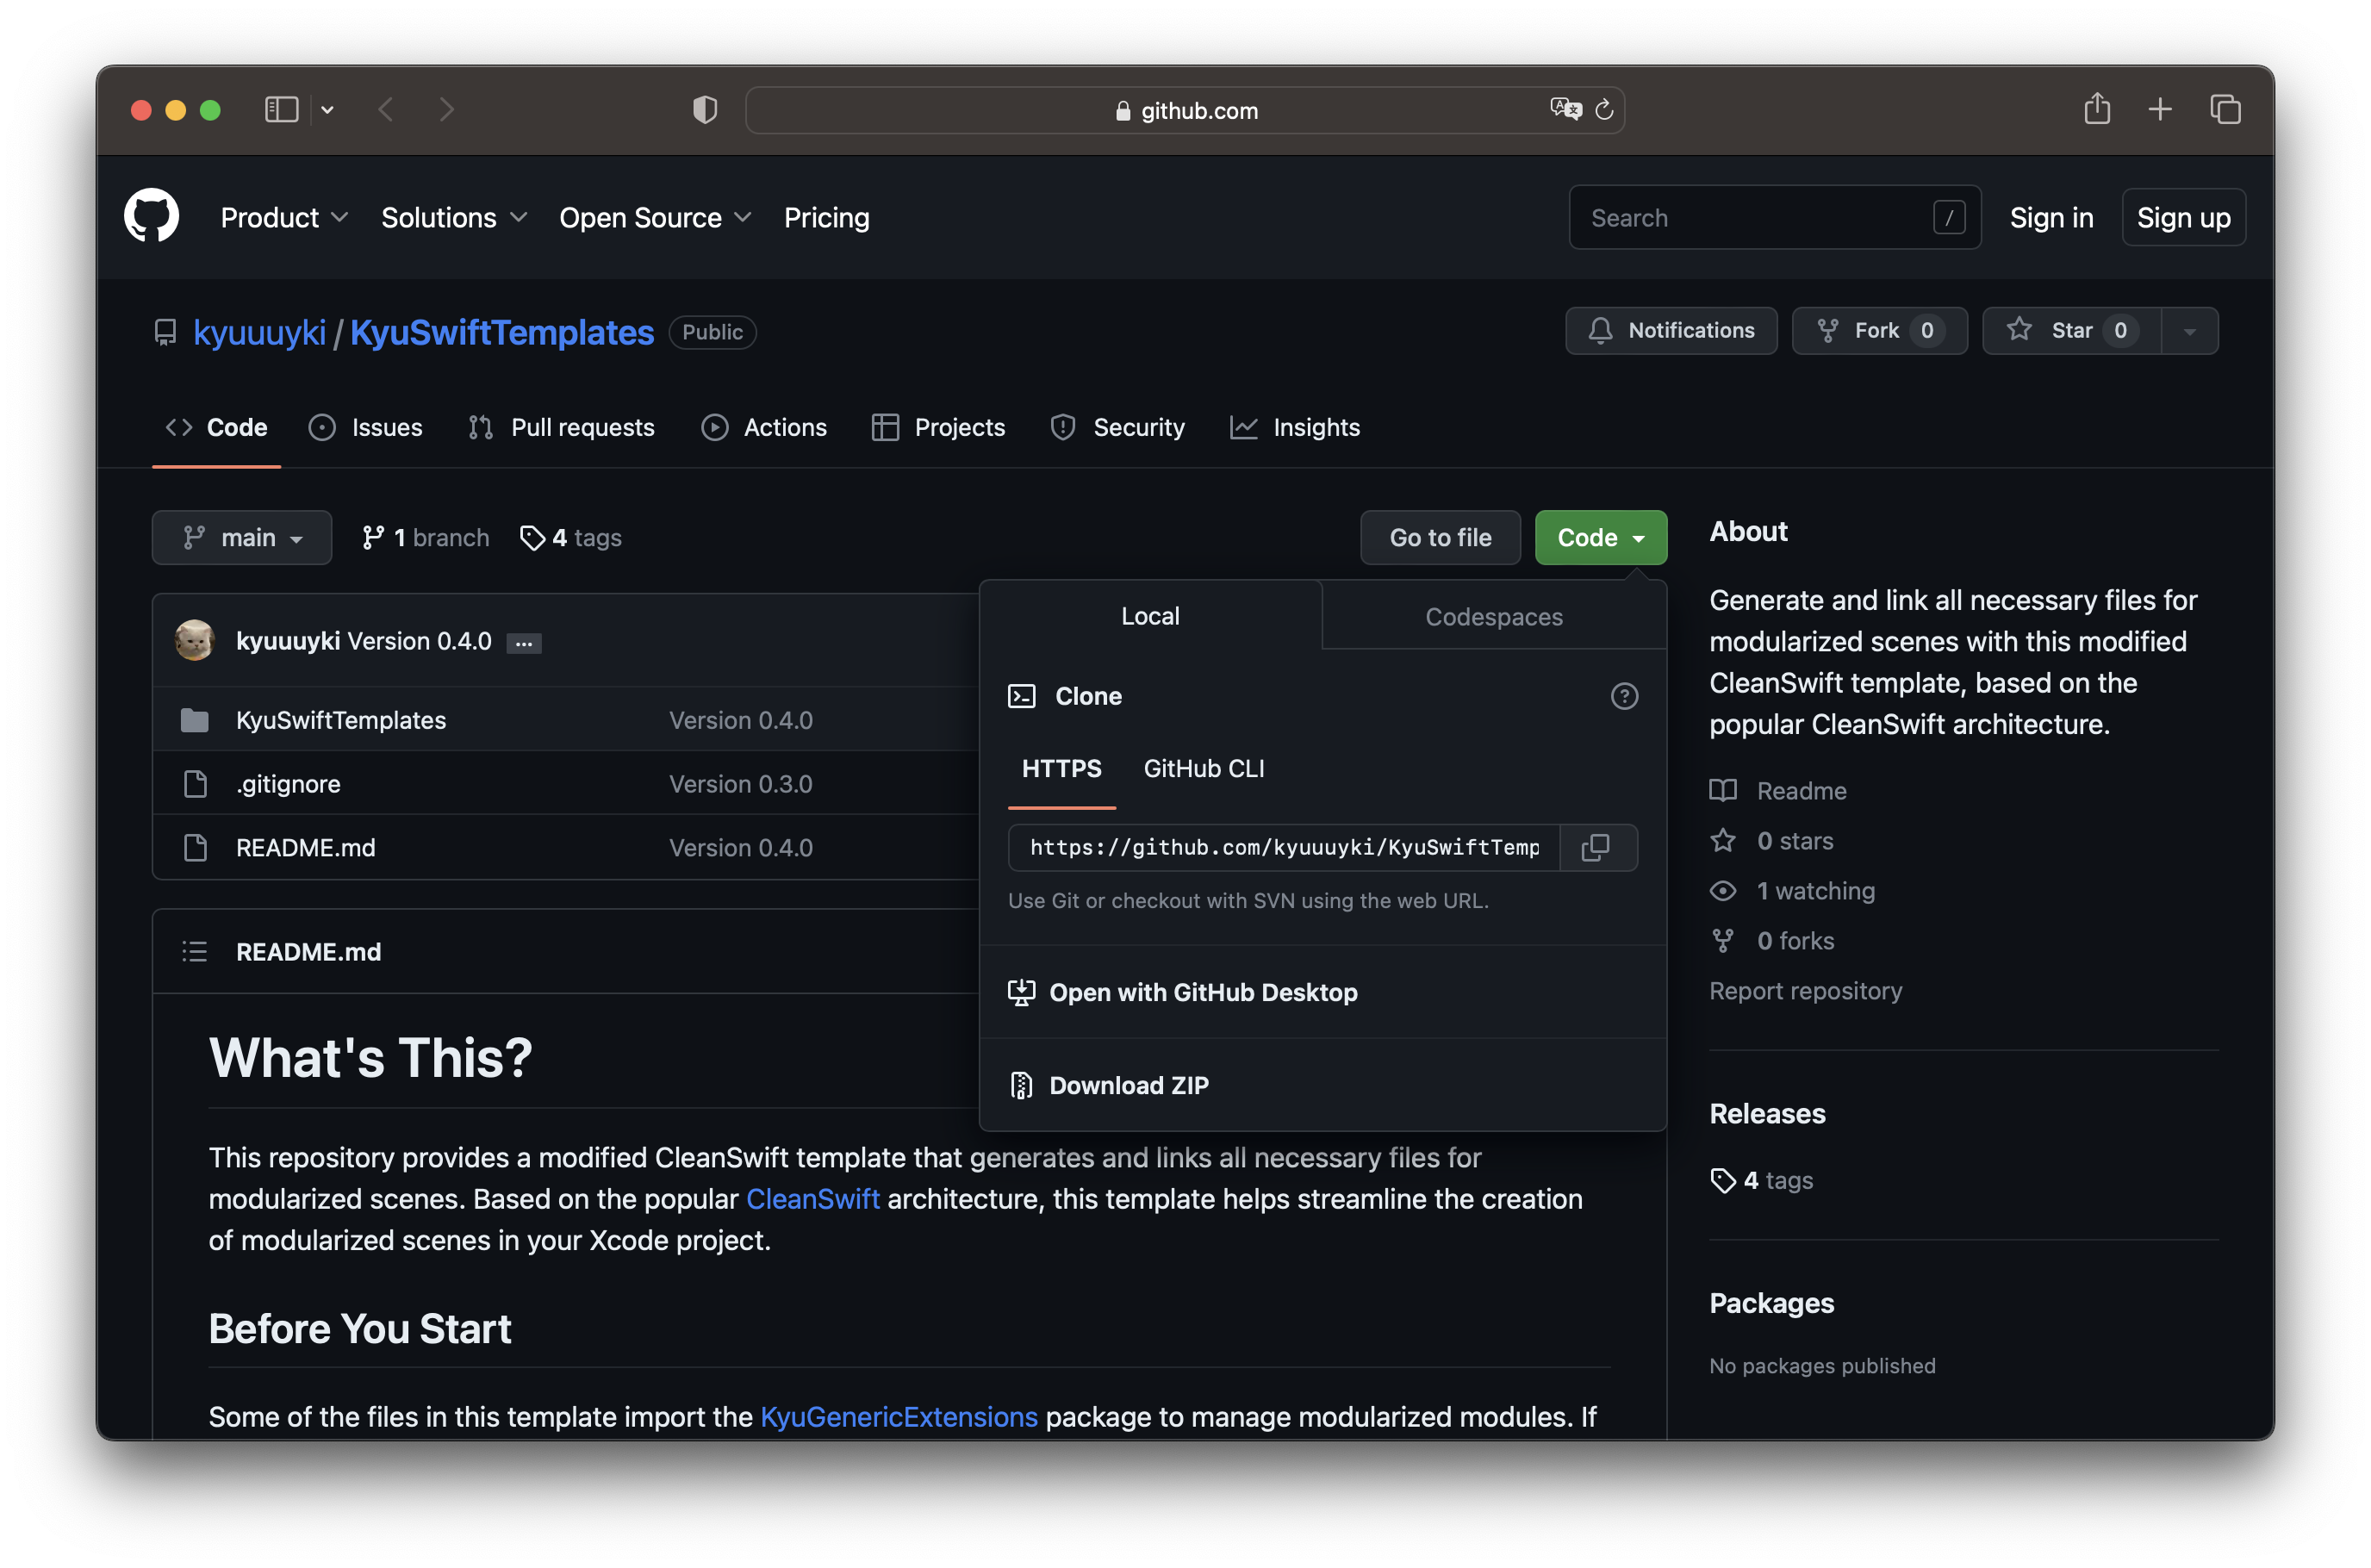 github.com
Product Solutions Open Source Pricing
Search / Sign in Sign up
kyuuuyki / KyuSwiftTemplates Public
Notifications Fork 0 Star 0
Code Issues Pull requests Actions Projects Security Insights
main 1 branch 4 tags
Go to file Code
kyuuuyki Version 0.4.0 ...
KyuSwiftTemplates Version 0.4.0
.gitignore Version 0.3.0
README.md Version 0.4.0
Local Codespaces
Clone
HTTPS GitHub CLI
https://github.com/kyuuuyki/KyuSwiftTemp
Use Git or checkout with SVN using the web URL.
Open with GitHub Desktop
Download ZIP
README.md
What's This?
This repository provides a modified CleanSwift template that generates and links all necessary files for
modularized scenes. Based on the popular CleanSwift architecture, this template helps streamline the creation
of modularized scenes in your Xcode project.
Before You Start
Some of the files in this template import the KyuGenericExtensions package to manage modularized modules. If
About
Generate and link all necessary files for
modularized scenes with this modified
CleanSwift template, based on the
popular CleanSwift architecture.
Readme
0 stars
1 watching
0 forks
Report repository
Releases
4 tags
Packages
No packages published